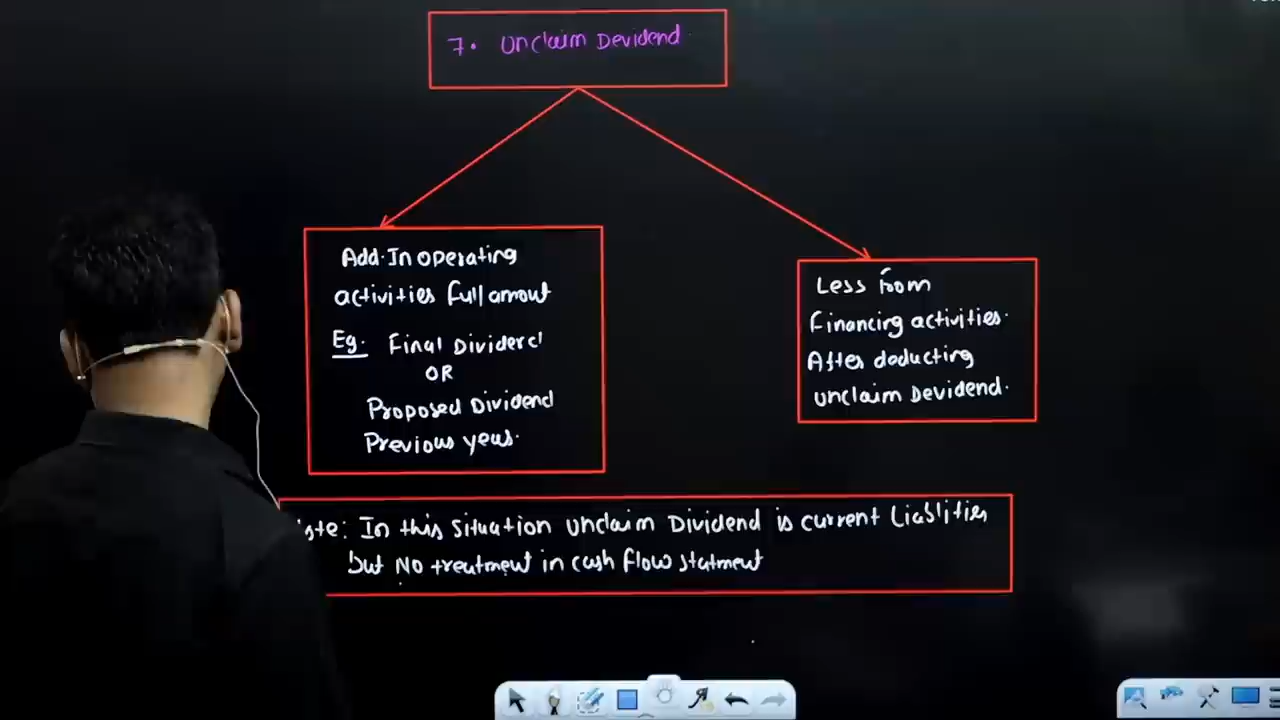 7. Unclaim Devidend
Add. In operating
activities full amout
Eg. Final Dividend
OR
Proposed Dividend
Previous year.
Less from
Financing activities.
After deducting
unclaim Devidend.
Note: In this situation unclaim Dividend is current Liablities
but No treatment in cash flow statment